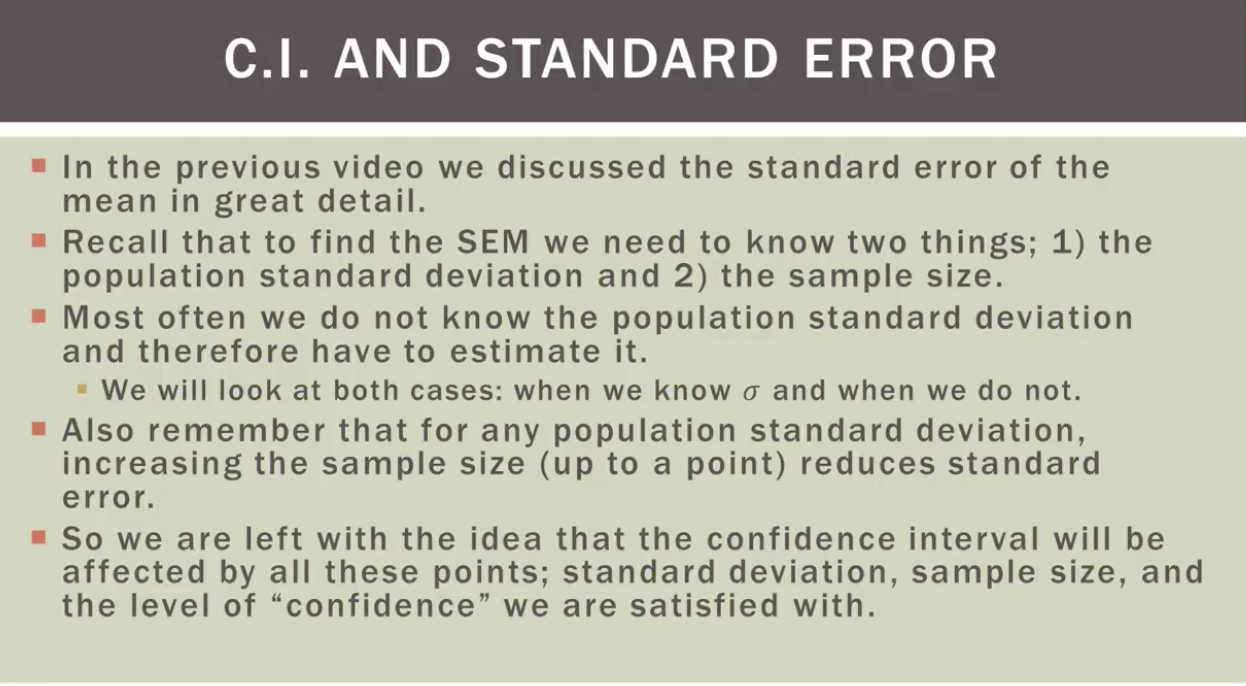 C.I. AND STANDARD ERROR
In the previous video we discussed the standard error of the
mean in great detail.
Recall that to find the SEM we need to know two things; 1) the
population standard deviation and 2) the sample size.
Most often we do not know the population standard deviation
and therefore have to estimate it.
We will look at both cases: when we know σ and when we do not.
Also remember that for any population standard deviation,
increasing the sample size (up to a point) reduces standard
error.
So we are left with the idea that the confidence interval will be
affected by all these points; standard deviation, sample size, and
the level of “confidence” we are satisfied with.